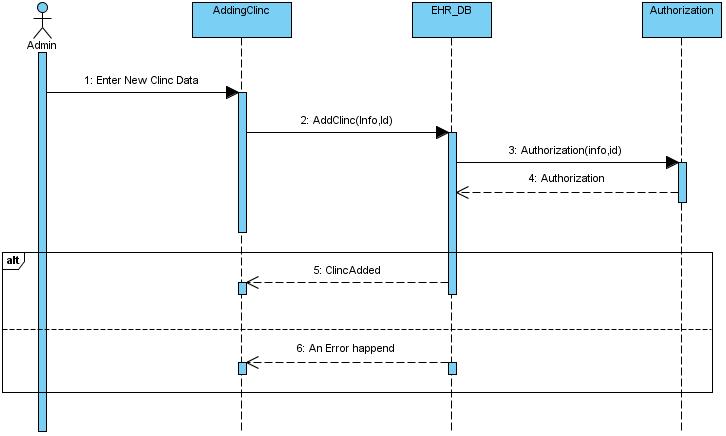 AddingClinc
EHR_DB
Authorization
Admin
1: Enter New Clinc Data
2: AddClinc(Info,Id)
3: Authorization(info,id)
4: Authorization
alt
5: ClincAdded
6: An Error happend